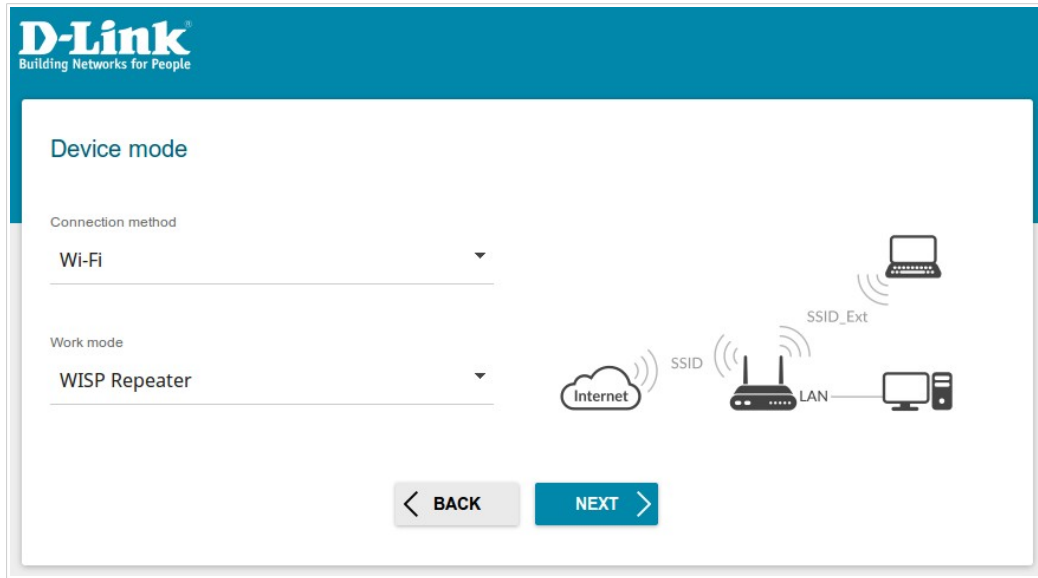 D-Link®
Building Networks for People
Device mode
Connection method
Wi-Fi
Work mode
WISP Repeater
SSID_Ext
SSID
Internet
LAN
BACK
NEXT